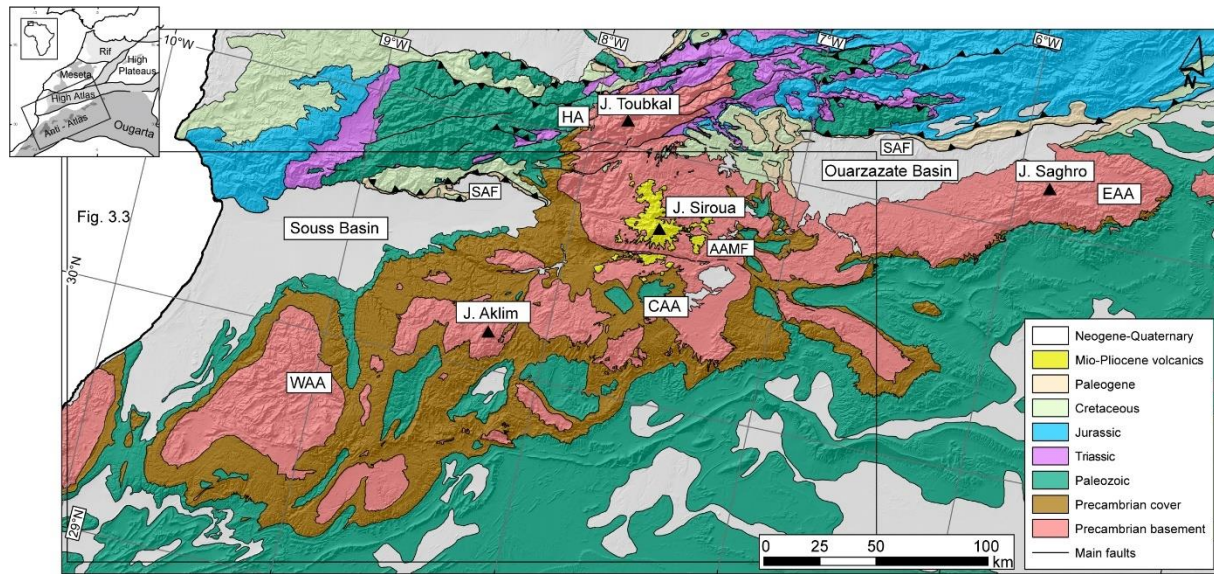 Rif
High
Plateaus
Meseta
High Atlas
Anti - Atlas
Ougarta
10°W
9°W
8°W
7°W
6°W
J. Toubkal
HA
SAF
SAF
Ouarzazate Basin
J. Saghro
EAA
Fig. 3.3
Souss Basin
J. Siroua
AAMF
30°N
J. Aklim
CAA
WAA
29°N
Neogene-Quaternary
Mio-Pliocene volcanics
Paleogene
Cretaceous
Jurassic
Triassic
Paleozoic
Precambrian cover
Precambrian basement
Main faults
0 25 50 100
km